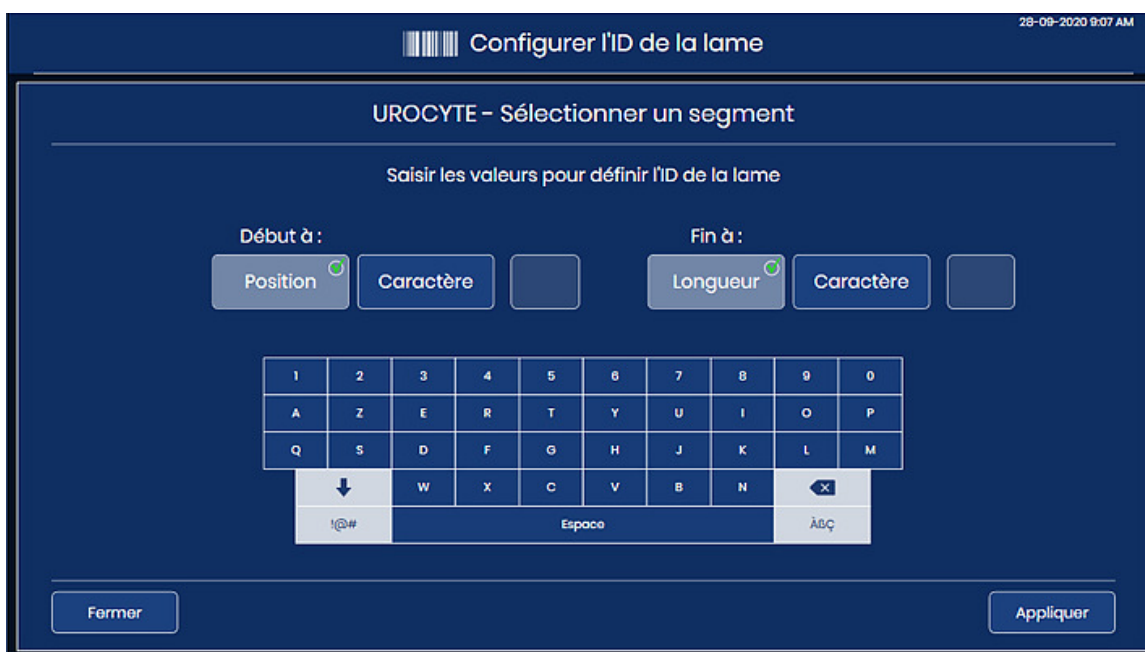 28-09-2020 9:07 AM
Configurer l'ID de la lame
UROCYTE - Sélectionner un segment
Saisir les valeurs pour définir l'ID de la lame
Début à : Fin à :
Position Caractère Longueur Caractère
1 2 3 4 5 6 7 8 9 0
A Z E R T Y U I O P
Q S D F G H J K L M
W X C V B N
!@# Espace ÀßÇ
Fermer Appliquer